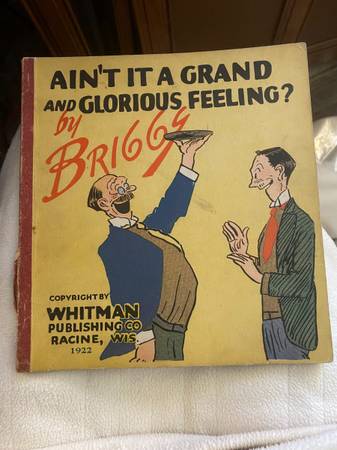 AIN'T IT A GRAND
AND GLORIOUS FEELING?
by
BRIGGS
COPYRIGHT BY
WHITMAN
PUBLISHING CO
RACINE, WIS.
1922